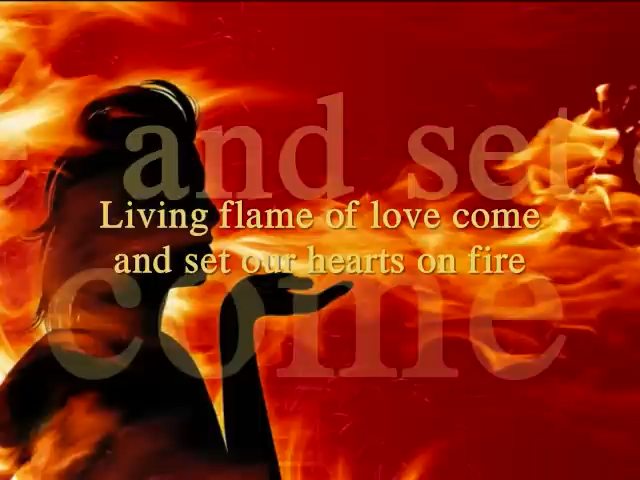 and set
Living flame of love come
and set our hearts on fire
come